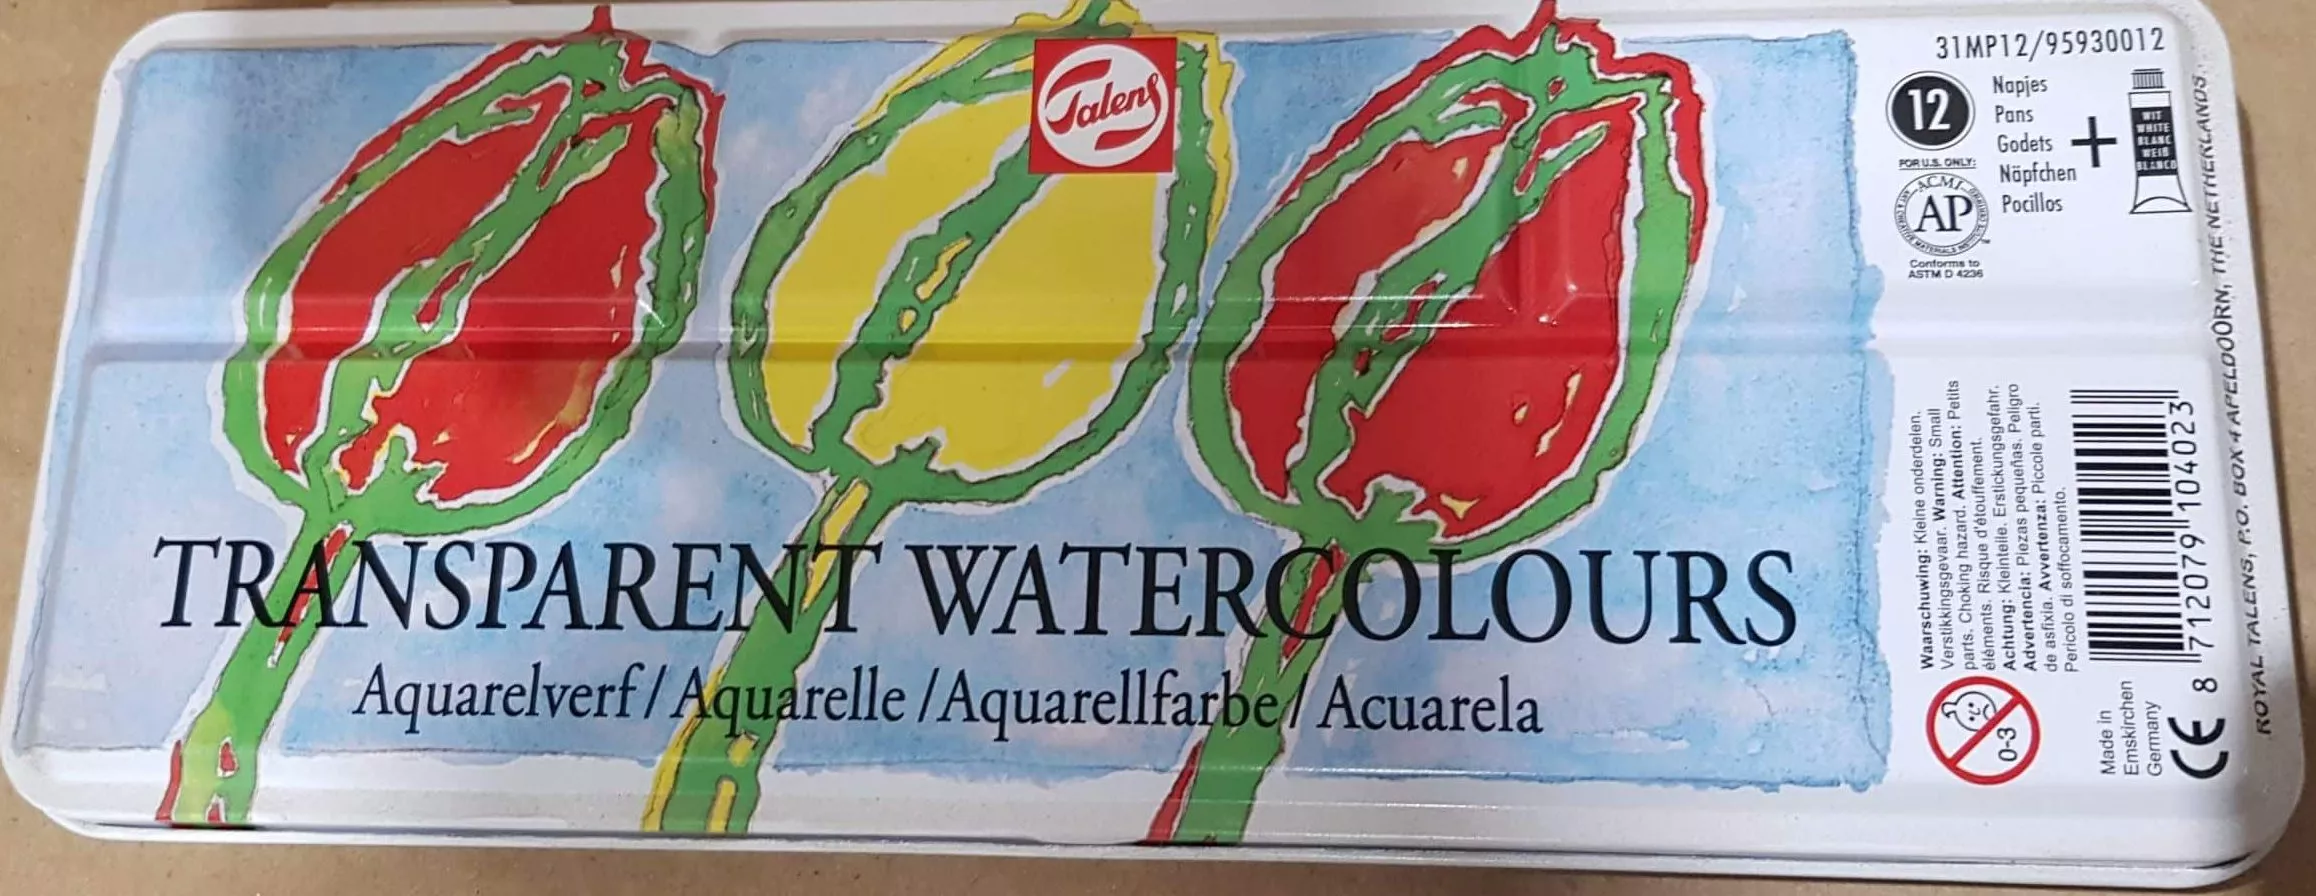 Talens
TRANSPARENT WATERCOLOURS
Aquarelverf / Aquarelle / Aquarellfarbe / Acuarela
31MP12/95930012
12
Napjes
Pans
Godets
Näpfchen
Pocillos
+
WIT
WHITE
BLANC
WEIß
BLANCO
FOR U.S. ONLY:
ACMI
AP
Conforms to
ASTM D 4236
Waarschuwing: Kleine onderdelen.
Verstikkingsgevaar. Warning: Small
parts. Choking hazard. Attention: Petits
éléments. Risque d'étouffement.
Achtung: Kleinteile. Erstickungsgefahr.
Advertencia: Piezas pequeñas. Peligro
de asfixia. Avvertenza: Piccole parti.
Pericolo di soffocamento.
0-3
Made in
Emskirchen
Germany
CE
8 712079 104023
ROYAL TALENS, P.O. BOX 4 APELDOORN, THE NETHERLANDS.